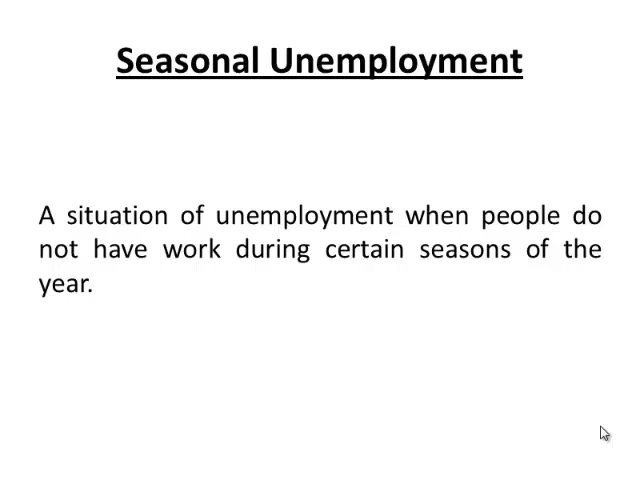 Seasonal Unemployment
A situation of unemployment when people do
not have work during certain seasons of the
year.